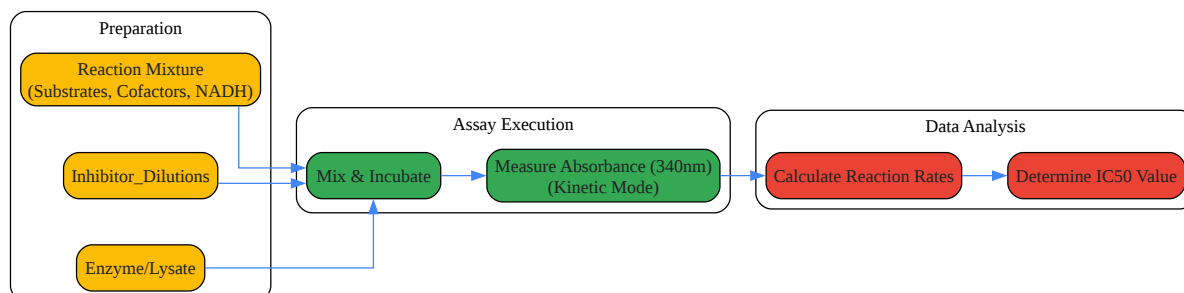 Preparation
Reaction Mixture
(Substrates, Cofactors, NADH)
Inhibitor_Dilutions
Enzyme/Lysate
Assay Execution
Mix & Incubate
Measure Absorbance (340nm)
(Kinetic Mode)
Data Analysis
Calculate Reaction Rates
Determine IC50 Value